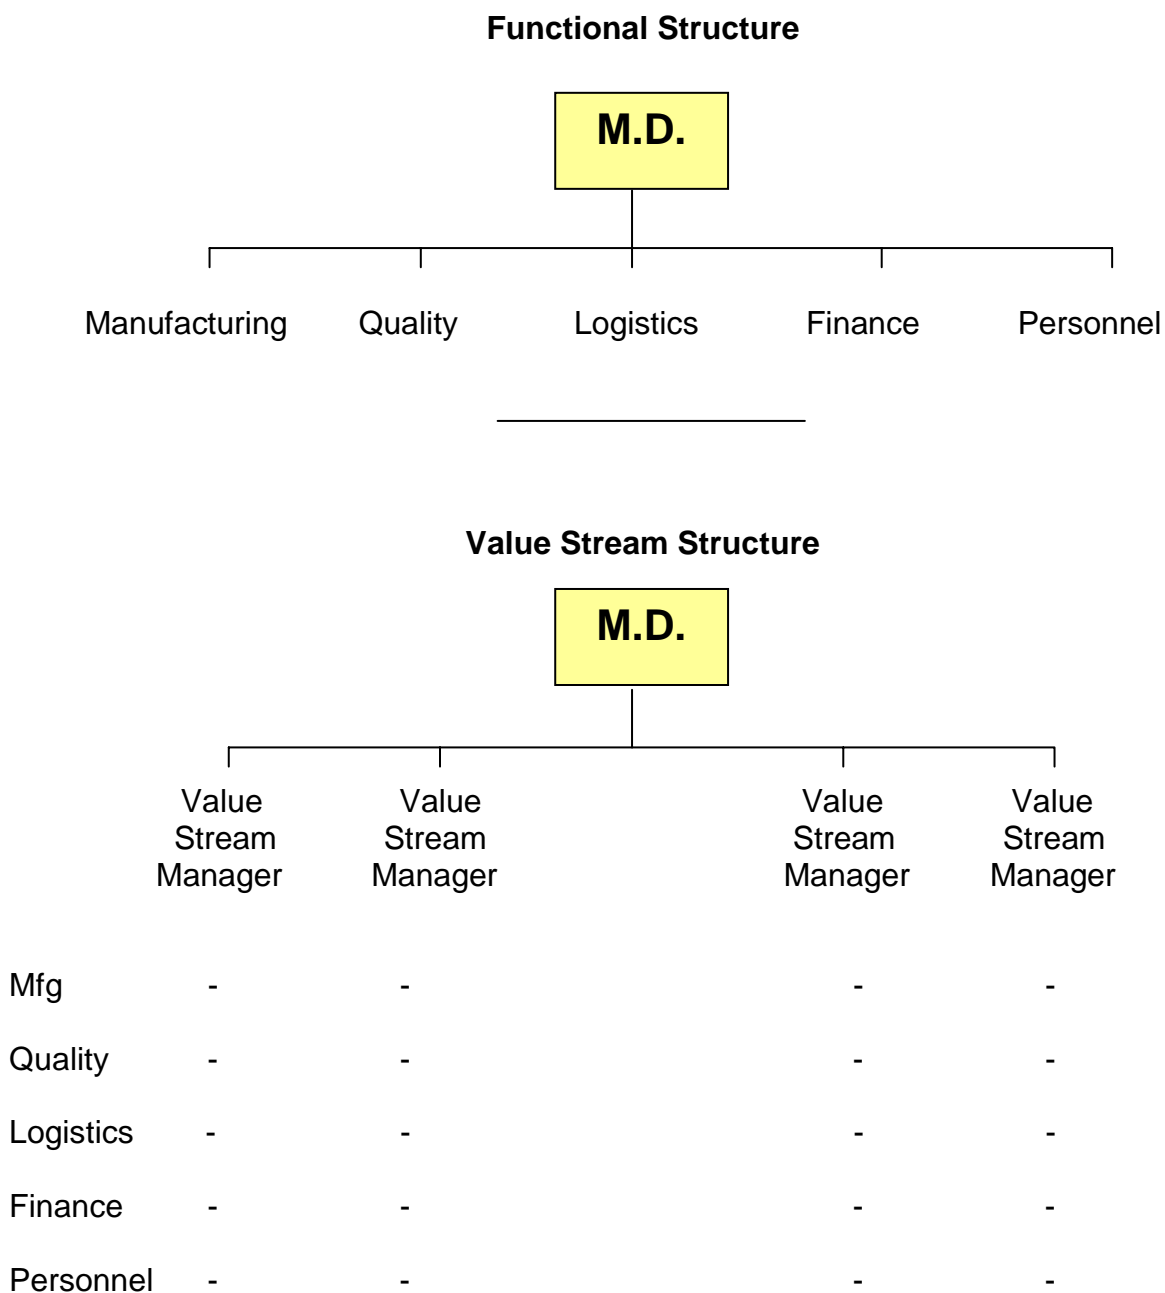 Functional Structure
M.D.
Manufacturing Quality Logistics Finance Personnel
Value Stream Structure
M.D.
Value Value Value Value
Stream Stream Stream Stream
Manager Manager Manager Manager
Mfg - - - -
Quality - - - -
Logistics - - - -
Finance - - - -
Personnel - - - -